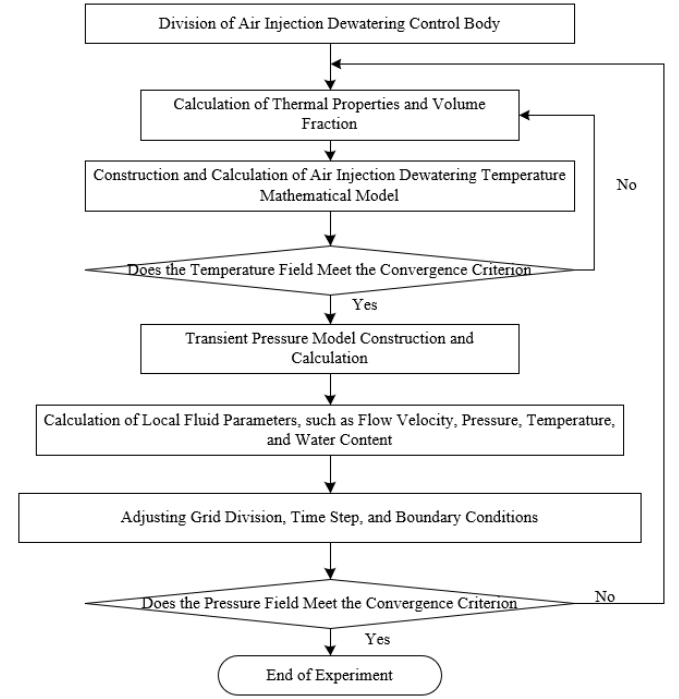 Division of Air Injection Dewatering Control Body
Calculation of Thermal Properties and Volume
Fraction
Construction and Calculation of Air Injection Dewatering Temperature
Mathematical Model
No
Does the Temperature Field Meet the Convergence Criterion
Yes
Transient Pressure Model Construction and
Calculation
Calculation of Local Fluid Parameters, such as Flow Velocity, Pressure, Temperature,
and Water Content
Adjusting Grid Division, Time Step, and Boundary Conditions
Does the Pressure Field Meet the Convergence Criterion
No
Yes
End of Experiment